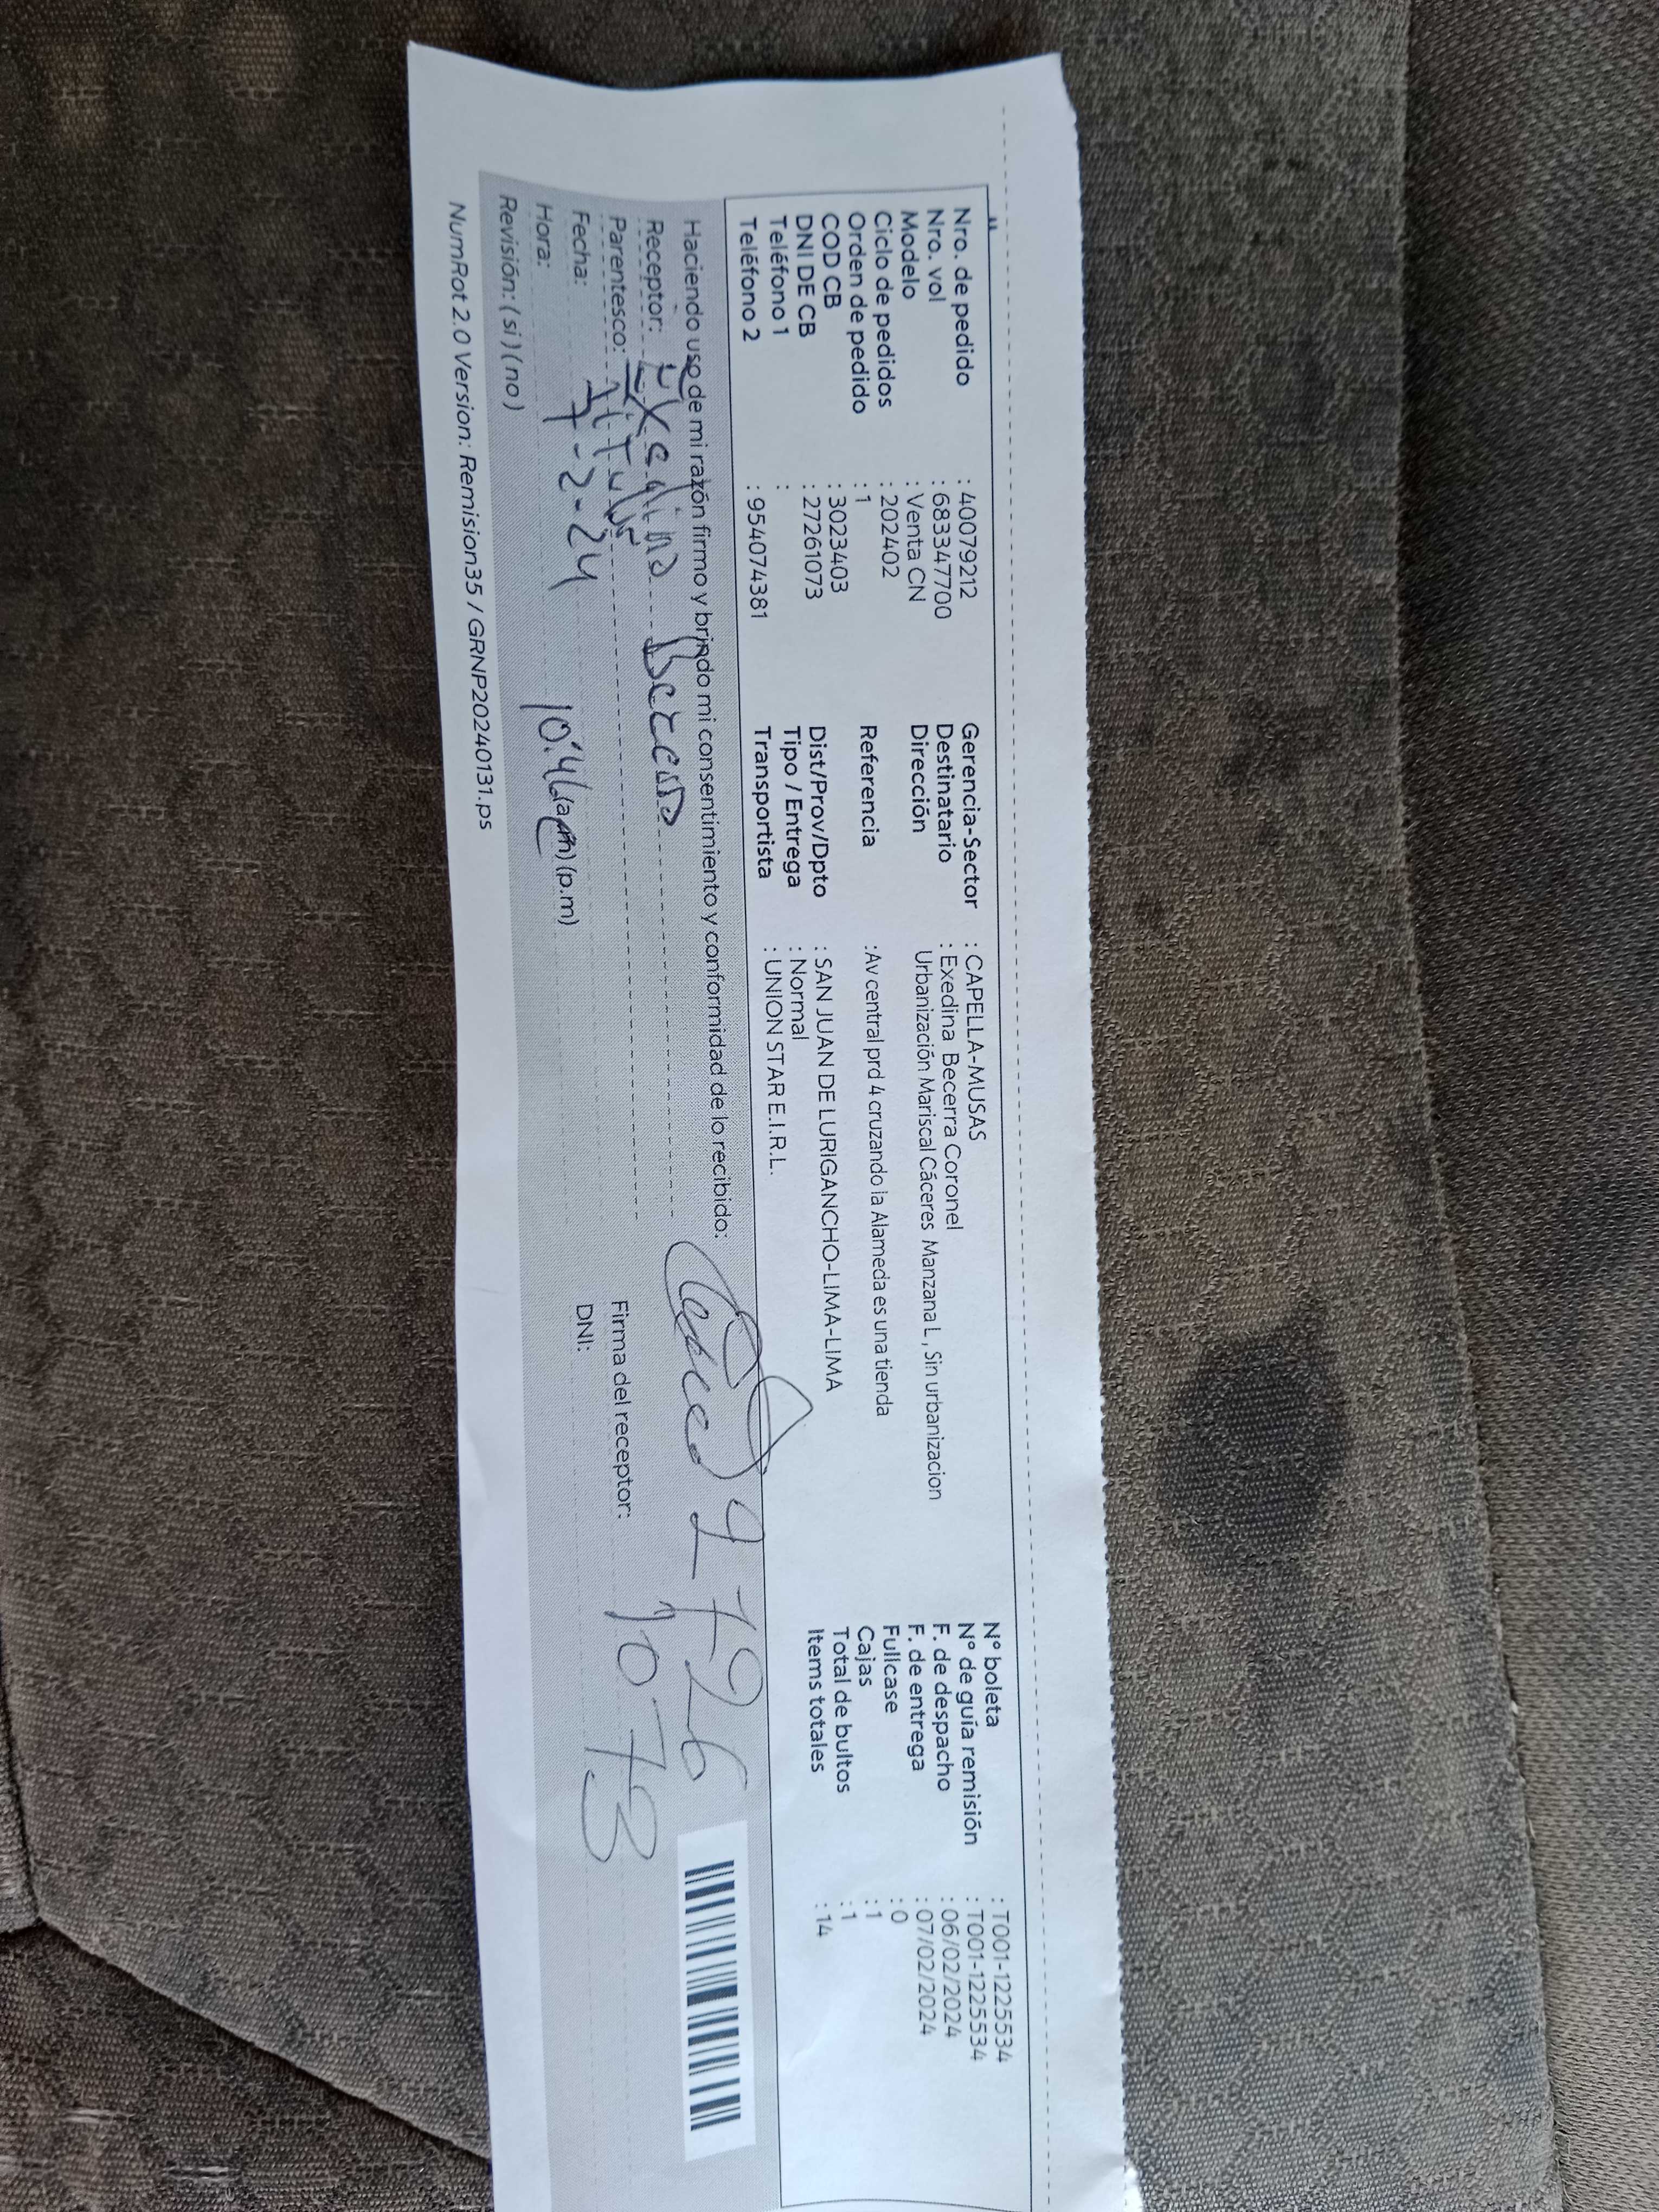 Nro. de pedido : 40079212
Nro. vol : 683347700
Modelo : Venta CN
Ciclo de pedidos : 202402
Orden de pedido : 1
COD CB : 3023403
DNI DE CB : 27261073
Teléfono 1 :
Teléfono 2 : 954074381
Gerencia-Sector : CAPELLA-MUSAS
Destinatario : Exedina Becerra Coronel
Dirección Urbanización Mariscal Cáceres Manzana L , Sin urbanizacion
Referencia :Av central prd 4 cruzando la Alameda es una tienda
Dist/Prov/Dpto : SAN JUAN DE LURIGANCHO-LIMA-LIMA
Tipo / Entrega : Normal
Transportista : UNION STAR E.I.R.L.
N° boleta : T001-1225534
N° de guía remisión : T001-1225534
F. de despacho : 06/02/2024
F. de entrega : 07/02/2024
Fullcase : 0
Cajas : 1
Total de bultos : 1
Items totales : 14
Haciendo uso de mi razón firmo y brindo mi consentimiento y conformidad de lo recibido:
Receptor: Exedina Becerra
Parentesco: Titular
Fecha: 7-2-24
Hora: 10:46 (a.m) (p.m)
Revisión: ( si ) ( no )
Firma del receptor:
DNI:
2726
1073
NumRot 2.0 Version: Remision35 / GRNP20240131.ps